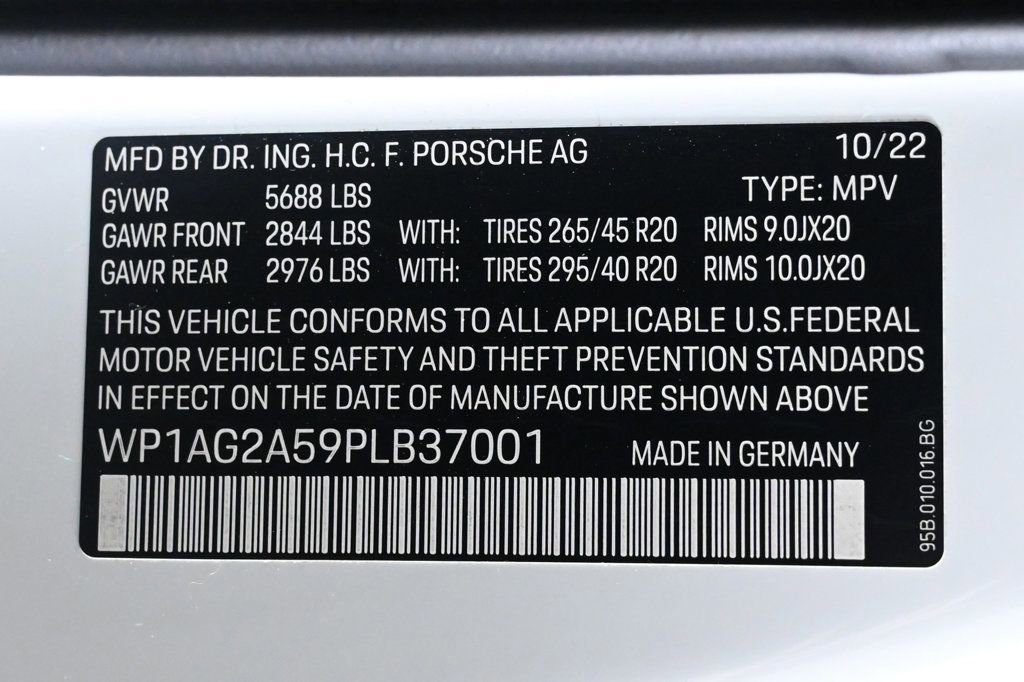 MFD BY DR. ING. H.C. F. PORSCHE AG 10/22
GVWR 5688 LBS TYPE: MPV
GAWR FRONT 2844 LBS WITH: TIRES 265/45 R20 RIMS 9.0JX20
GAWR REAR 2976 LBS WITH: TIRES 295/40 R20 RIMS 10.0JX20
THIS VEHICLE CONFORMS TO ALL APPLICABLE U.S.FEDERAL
MOTOR VEHICLE SAFETY AND THEFT PREVENTION STANDARDS
IN EFFECT ON THE DATE OF MANUFACTURE SHOWN ABOVE
WP1AG2A59PLB37001 MADE IN GERMANY
95B.010.016.BG